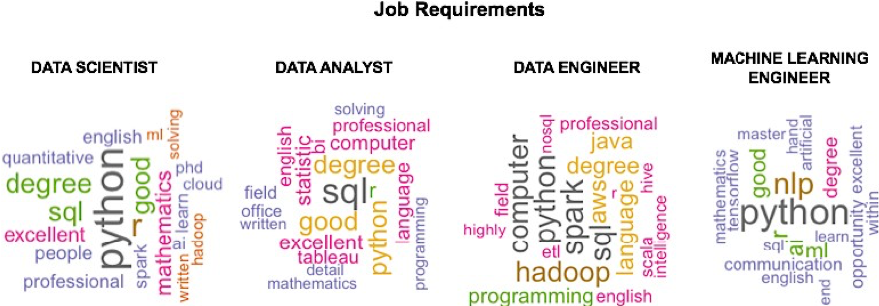 Job Requirements
DATA SCIENTIST
DATA ANALYST
DATA ENGINEER
MACHINE LEARNING
ENGINEER
english
ml
solving
quantitative
python
good
phd
degree
cloud
sql
r
mathematics
learn
excellent
people
spark
ai
hadoop
professional
written
solving
professional
english
statistic
bi
computer
degree
sql
r
language
field
office
written
good
python
programming
excellent
tableau
detail
mathematics
nosql
professional
computer
python
java
degree
field
spark
aws
r
hive
language
highly
sql
etl
scala
intelligence
hadoop
programming
english
master
hand
artificial
mathematics
tensorflow
good
nlp
degree
excellent
python
opportunity
within
r
sql
ai
ml
learn
communication
english
end